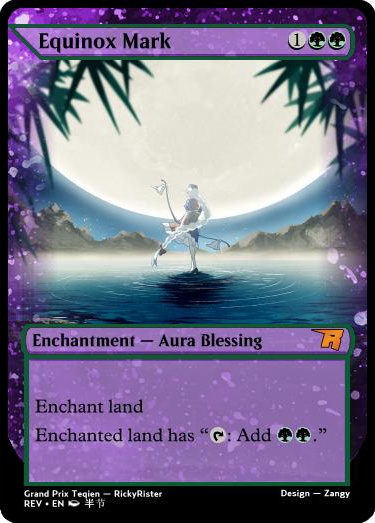 Equinox Mark 1
Enchantment — Aura Blessing R
Enchant land
Enchanted land has “: Add .”
Grand Prix Teqien — RickyRister Design — Zangy
REV • EN 半节